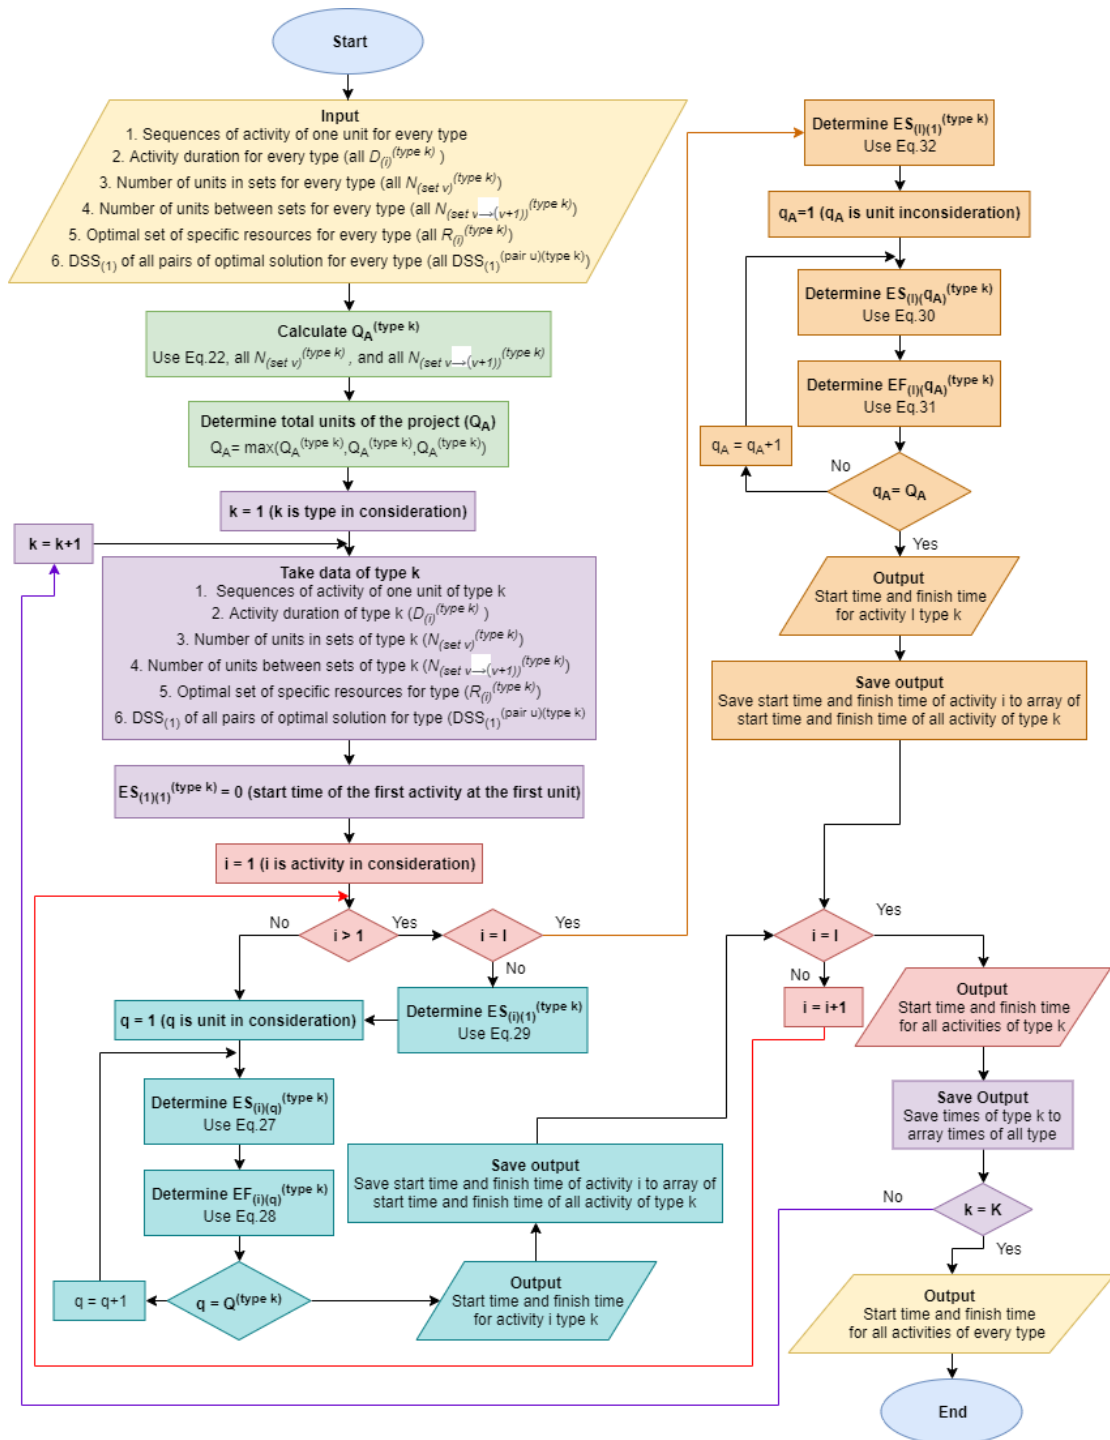 Start
Input
1. Sequences of activity of one unit for every type
2. Activity duration for every type (all D(i)(type k) )
3. Number of units in sets for every type (all N(set v)(type k))
4. Number of units between sets for every type (all N(set v→(v+1))(type k))
5. Optimal set of specific resources for every type (all R(i)(type k))
6. DSS(1) of all pairs of optimal solution for every type (all DSS(1)(pair u)(type k))
Calculate QA(type k)
Use Eq.22, all N(set v)(type k) , and all N(set v→(v+1))(type k)
Determine total units of the project (QA)
QA= max(QA(type k),QA(type k),QA(type k))
k = 1 (k is type in consideration)
k = k+1
Take data of type k
1. Sequences of activity of one unit of type k
2. Activity duration of type k (D(i)(type k) )
3. Number of units in sets of type k (N(set v)(type k))
4. Number of units between sets of type k (N(set v→(v+1))(type k))
5. Optimal set of specific resources for type (R(i)(type k))
6. DSS(1) of all pairs of optimal solution for type (DSS(1)(pair u)(type k)
ES(1)(1)(type k) = 0 (start time of the first activity at the first unit)
i = 1 (i is activity in consideration)
No
i > 1
Yes
i = I
Yes
No
Determine ES(i)(1)(type k)
Use Eq.29
q = 1 (q is unit in consideration)
Determine ES(i)(q)(type k)
Use Eq.27
Determine EF(i)(q)(type k)
Use Eq.28
q = q+1
q = Q(type k)
Output
Start time and finish time
for activity i type k
Save output
Save start time and finish time of activity i to array of
start time and finish time of all activity of type k
Determine ES(I)(1)(type k)
Use Eq.32
qA=1 (qA is unit inconsideration)
Determine ES(I)(qA)(type k)
Use Eq.30
Determine EF(I)(qA)(type k)
Use Eq.31
qA = qA+1
No
qA= QA
Yes
Output
Start time and finish time
for activity I type k
Save output
Save start time and finish time of activity i to array of
start time and finish time of all activity of type k
i = I
Yes
No
i = i+1
Output
Start time and finish time
for all activities of type k
Save Output
Save times of type k to
array times of all type
No
k = K
Yes
Output
Start time and finish time
for all activities of every type
End